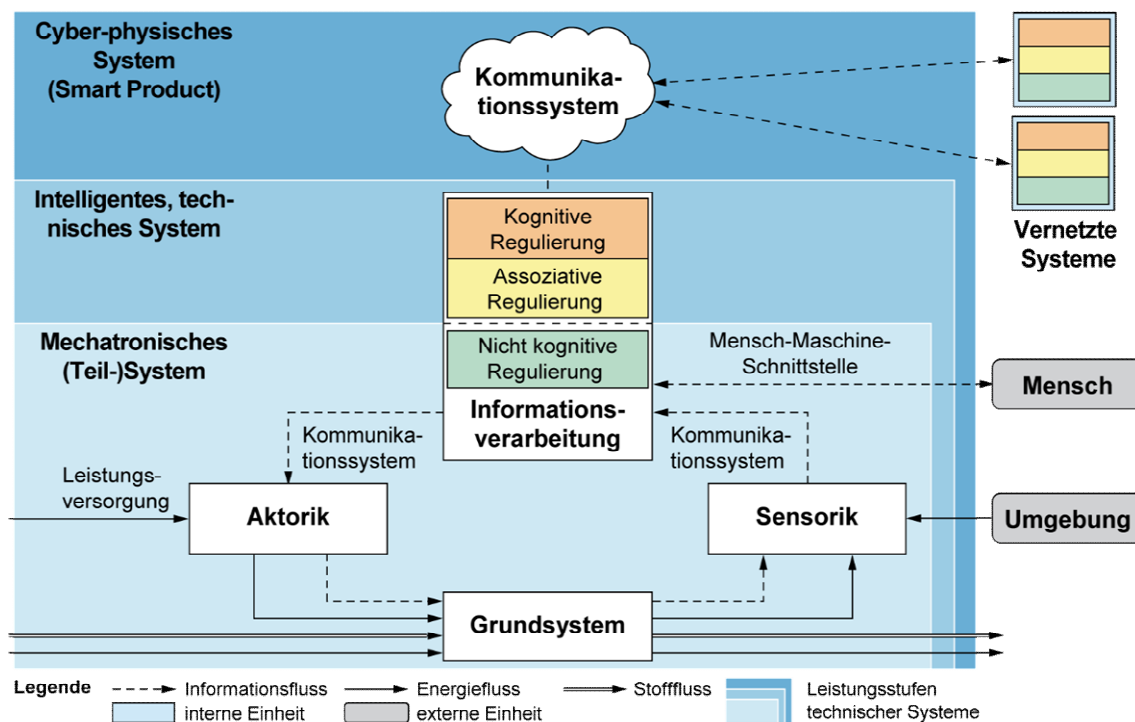 Cyber-physisches
System
(Smart Product)
Kommunika-
tionssystem
Vernetzte
Systeme
Intelligentes, tech-
nisches System
Kognitive
Regulierung
Assoziative
Regulierung
Mechatronisches
(Teil-)System
Nicht kognitive
Regulierung
Informations-
verarbeitung
Mensch-Maschine-
Schnittstelle
Mensch
Kommunika-
tionssystem
Kommunika-
tionssystem
Leistungs-
versorgung
Aktorik
Sensorik
Umgebung
Grundsystem
Legende
Informationsfluss
Energiefluss
Stofffluss
Leistungsstufen
technischer Systeme
interne Einheit
externe Einheit